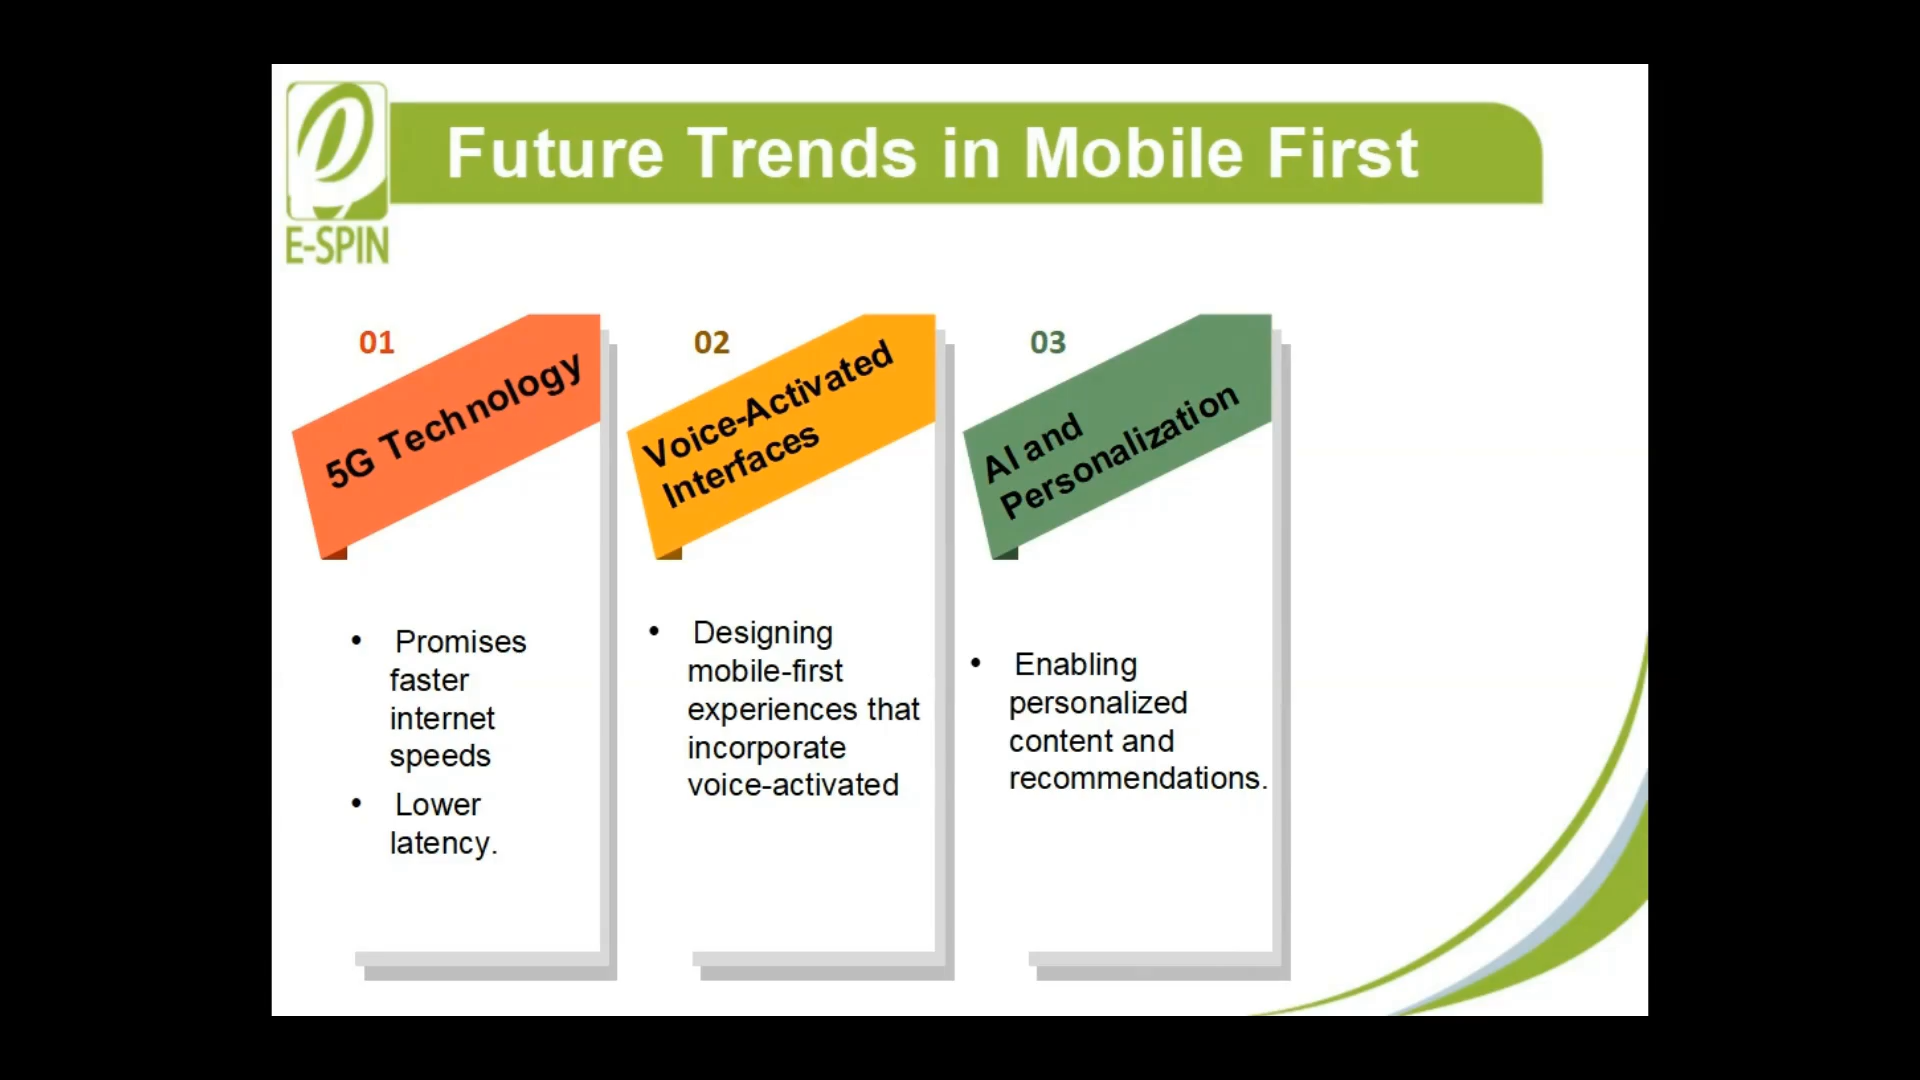 Future Trends in Mobile First
E-SPIN
01
5G Technology
• Promises
faster
internet
speeds
• Lower
latency.
02
Voice-Activated
Interfaces
• Designing
mobile-first
experiences that
incorporate
voice-activated
03
AI and
Personalization
• Enabling
personalized
content and
recommendations.